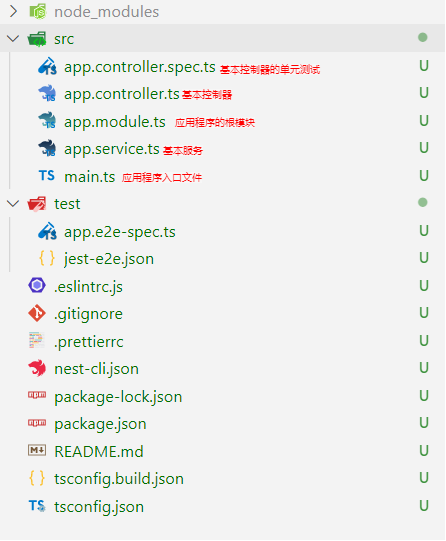 node_modules
src
app.controller.spec.ts 基本控制器的单元测试 U
app.controller.ts 基本控制器 U
app.module.ts 应用程序的根模块 U
app.service.ts 基本服务 U
main.ts 应用程序入口文件 U
test
app.e2e-spec.ts U
{ } jest-e2e.json U
.eslintrc.js U
.gitignore U
.prettierrc U
nest-cli.json U
package-lock.json U
package.json U
README.md U
{ } tsconfig.build.json U
TS tsconfig.json U